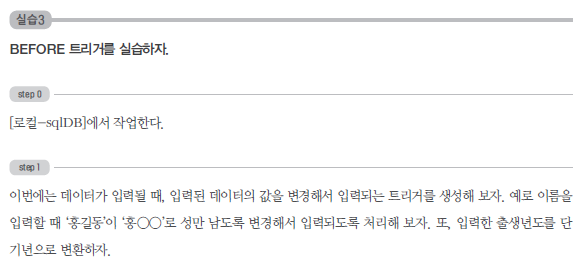 실습3
BEFORE 트리거를 실습하자.
step 0
[로컬-sqlDB]에서 작업한다.
step 1
이번에는 데이터가 입력될 때, 입력된 데이터의 값을 변경해서 입력되는 트리거를 생성해 보자. 예로 이름을
입력할 때 ‘홍길동’이 ‘홍○○’로 성만 남도록 변경해서 입력되도록 처리해 보자. 또, 입력한 출생년도를 단
기년으로 변환하자.